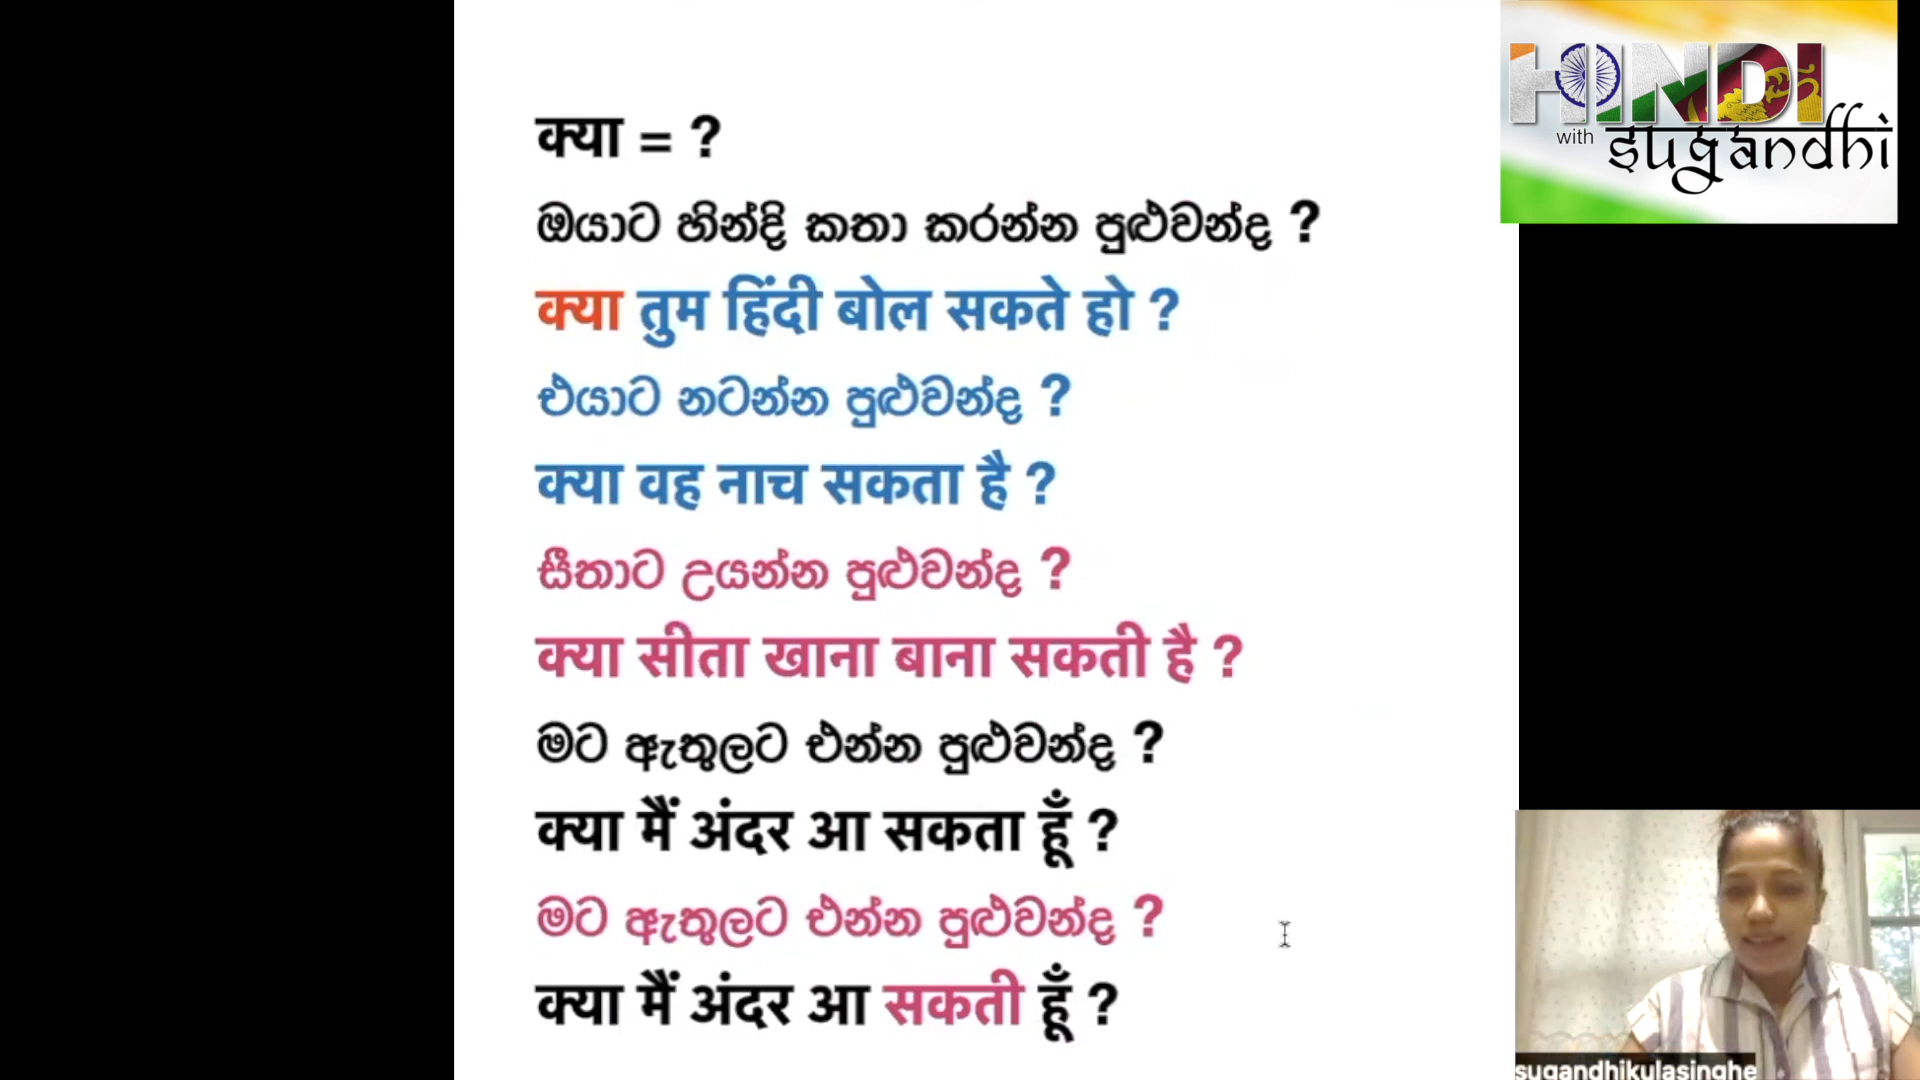 क्या = ?
ඔයාට හින්දි කතා කරන්න පුළුවන්ද ?
क्या तुम हिंदी बोल सकते हो ?
එයාට නටන්න පුළුවන්ද ?
क्या वह नाच सकता है ?
සීතාට උයන්න පුළුවන්ද ?
क्या सीता खाना बाना सकती है ?
මට ඇතුලට එන්න පුළුවන්ද ?
क्या मैं अंदर आ सकता हूँ ?
මට ඇතුලට එන්න පුළුවන්ද ?
क्या मैं अंदर आ सकती हूँ ?
HINDI
with sugandhi
sugandhikulasinghe